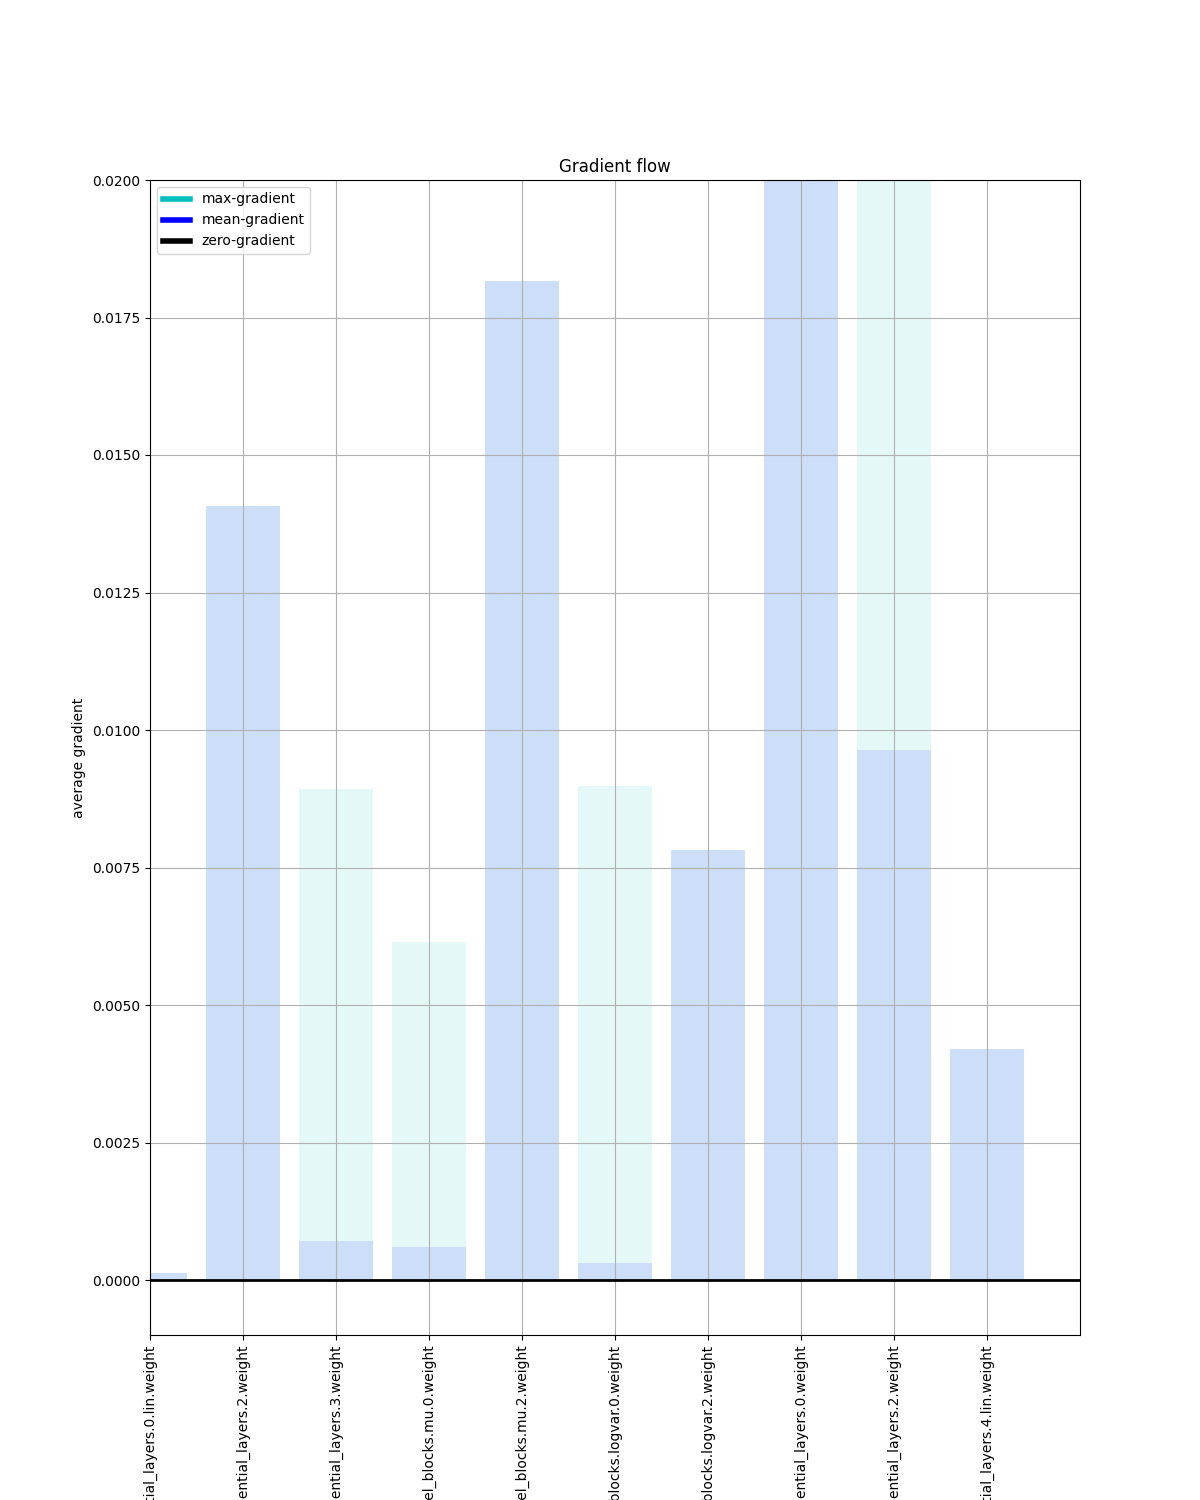 Gradient flow
max-gradient
mean-gradient
zero-gradient
0.0200
0.0175
0.0150
0.0125
0.0100
0.0075
0.0050
0.0025
0.0000
average gradient
tial_layers.0.lin.weight
ential_layers.2.weight
ential_layers.3.weight
el_blocks.mu.0.weight
el_blocks.mu.2.weight
blocks.logvar.0.weight
blocks.logvar.2.weight
ential_layers.0.weight
ential_layers.2.weight
tial_layers.4.lin.weight